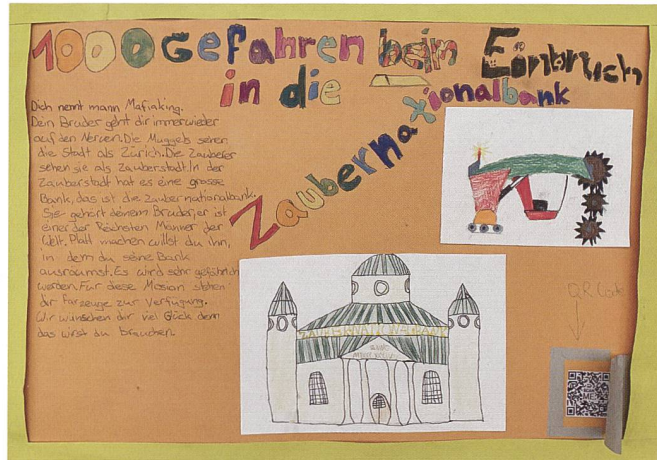 1000 Gefahren beim Einbruch
in die
Zaubernationalbank
Dich nennt mann Mafiaking.
Dein Bruder geht dir immer wieder
auf den Nerven. Die Muggels sehen
die Stadt als Zürich. Die Zauberer
sehen sie als Zauberstadt. In der
Zauberstadt hat es eine grosse
Bank, das ist die Zaubernationalbank.
Sie gehört deinem Bruder, er ist
einer der Reichsten Männer der
Welt. Platt machen willst du ihn,
in dem du seine Bank
ausräumst. Es wird sehr gefährlich
werden. Für diese Mission stehen
dir Farzeuge zur Verfügung.
Wir wünschen dir viel Glück denn
das wirst du brauchen.
ZAUBERNATIONALBANK
QR Code